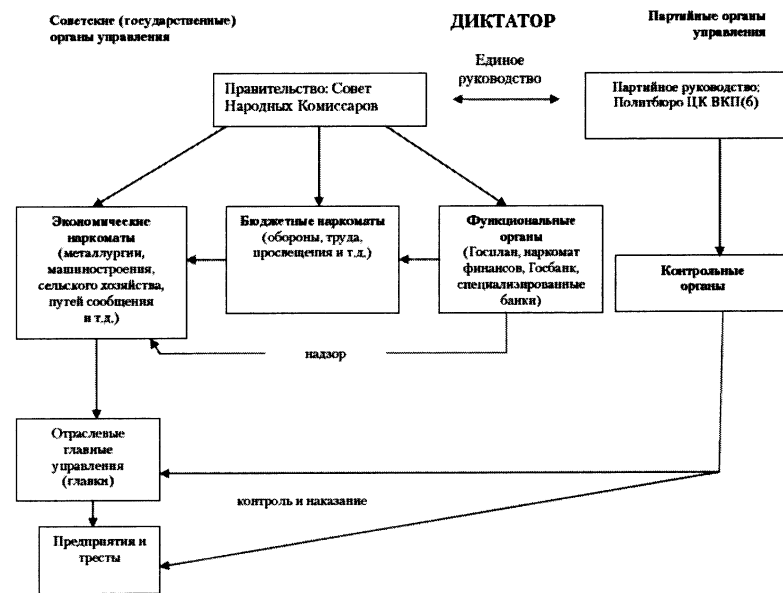 Советские (государственные)
органы управления
ДИКТАТОР
Партийные органы
управления
Единое
руководство
Правительство: Совет
Народных Комиссаров
Партийное руководство:
Политбюро ЦК ВКП(б)
Экономические
наркоматы
(металлургии,
машиностроения,
сельского хозяйства,
путей сообщения
и т.д.)
Бюджетные наркоматы
(обороны, труда,
просвещения и т.д.)
Функциональные
органы
(Госплан, наркомат
финансов, Госбанк,
специализированные
банки)
Контрольные
органы
надзор
Отраслевые
главные
управления
(главки)
контроль и наказание
Предприятия и
тресты